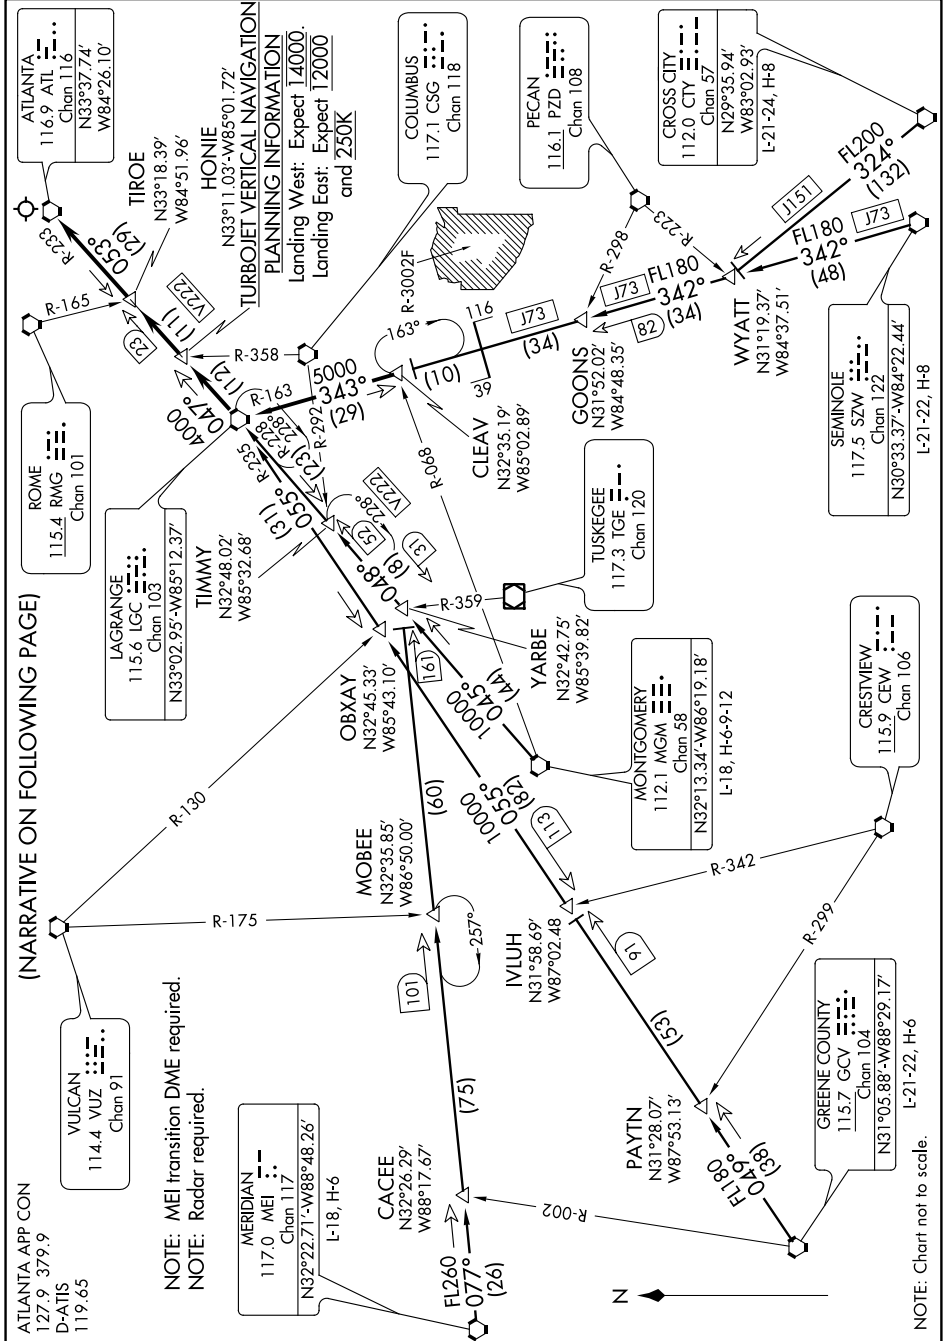 (NARRATIVE ON FOLLOWING PAGE)
ATLANTA APP CON
127.9 379.9
D-ATIS
119.65
NOTE: MEI transition DME required.
NOTE: Radar required.
VULCAN
114.4 VUZ
Chan 91
R-130
R-175
MERIDIAN
117.0 MEI
Chan 117
N32°22.71'-W88°48.26'
L-18, H-6
FL260
077°
(26)
CACEE
N32°26.29'
W88°17.67'
(75)
101
MOBEE
N32°35.85'
W86°50.00'
257°
(60)
161
R-002
GREENE COUNTY
115.7 GCV
Chan 104
N31°05.88'-W88°29.17'
L-21-22, H-6
FL180
049°
(38)
PAYTN
N31°28.07'
W87°53.13'
(53)
91
IVLUH
N31°58.69'
W87°02.48
113
10000
055°
(82)
R-342
R-299
CRESTVIEW
115.9 CEW
Chan 106
MONTGOMERY
112.1 MGM
Chan 58
N32°13.34'-W86°19.18'
L-18, H-6-9-12
10000
045°
(44)
R-068
OBXAY
N32°45.33'
W85°43.10'
YARBE
N32°42.75'
W85°39.82'
R-359
TUSKEGEE
117.3 TGE
Chan 120
048°
(8)
31
52
228°
V222
TIMMY
N32°48.02'
W85°32.68'
(31)
055°
R-235
R-228
228°
(23)
R-292
R-163
LAGRANGE
115.6 LGC
Chan 103
N33°02.95'-W85°12.37'
ROME
115.4 RMG
Chan 101
R-165
4000
047°
(12)
(11)
V222
23
R-358
5000
343°
(29)
ATLANTA
116.9 ATL
Chan 116
N33°37.74'
W84°26.10'
R-233
053°
(29)
TIROE
N33°18.39'
W84°51.96'
HONIE
N33°11.03'-W85°01.72'
TURBOJET VERTICAL NAVIGATION
PLANNING INFORMATION
Landing West: Expect 14000.
Landing East: Expect 12000
and 250K
COLUMBUS
117.1 CSG
Chan 118
R-3002F
163°
CLEAV
N32°35.19'
W85°02.89'
(10)
116
39
J73
(34)
GOONS
N31°52.02'
W84°48.35'
R-298
R-223
PECAN
116.1 PZD
Chan 108
J73
FL180
342°
(34)
82
WYATT
N31°19.37'
W84°37.51'
J151
FL200
324°
(132)
CROSS CITY
112.0 CTY
Chan 57
N29°35.94'
W83°02.93'
L-21-24, H-8
J73
FL180
342°
(48)
SEMINOLE
117.5 SZW
Chan 122
N30°33.37'-W84°22.44'
L-21-22, H-8
N
NOTE: Chart not to scale.